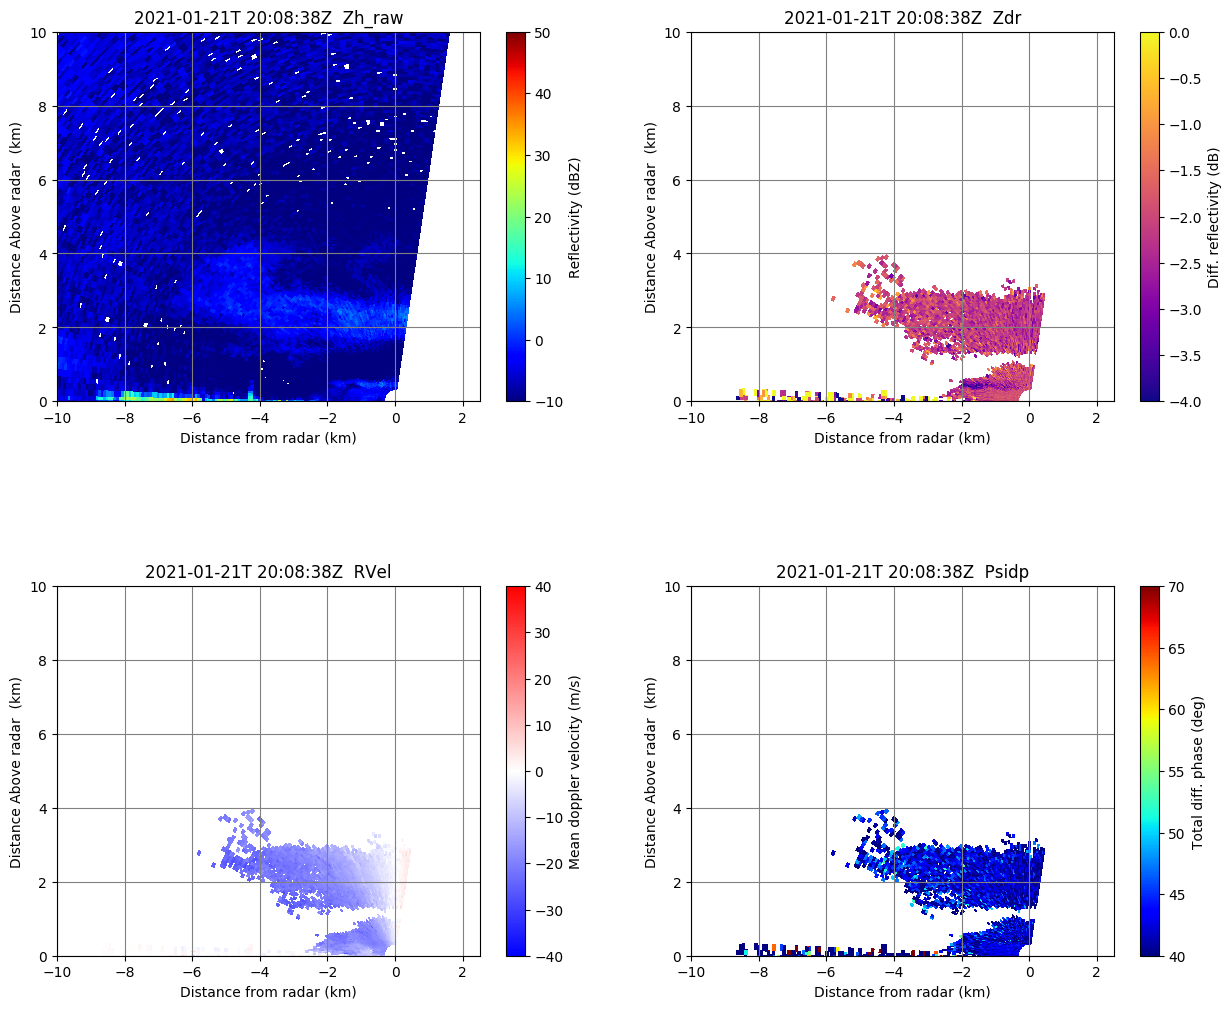 2021-01-21T 20:08:38Z  Zh_raw
10
8
6
4
2
0
Distance Above radar  (km)
−10 −8 −6 −4 −2 0 2
Distance from radar (km)
50
40
30
20
10
0
−10
Reflectivity (dBZ)
2021-01-21T 20:08:38Z  Zdr
10
8
6
4
2
0
Distance Above radar  (km)
−10 −8 −6 −4 −2 0 2
Distance from radar (km)
0.0
−0.5
−1.0
−1.5
−2.0
−2.5
−3.0
−3.5
−4.0
Diff. reflectivity (dB)
2021-01-21T 20:08:38Z  RVel
10
8
6
4
2
0
Distance Above radar  (km)
−10 −8 −6 −4 −2 0 2
Distance from radar (km)
40
30
20
10
0
−10
−20
−30
−40
Mean doppler velocity (m/s)
2021-01-21T 20:08:38Z  Psidp
10
8
6
4
2
0
Distance Above radar  (km)
−10 −8 −6 −4 −2 0 2
Distance from radar (km)
70
65
60
55
50
45
40
Total diff. phase (deg)